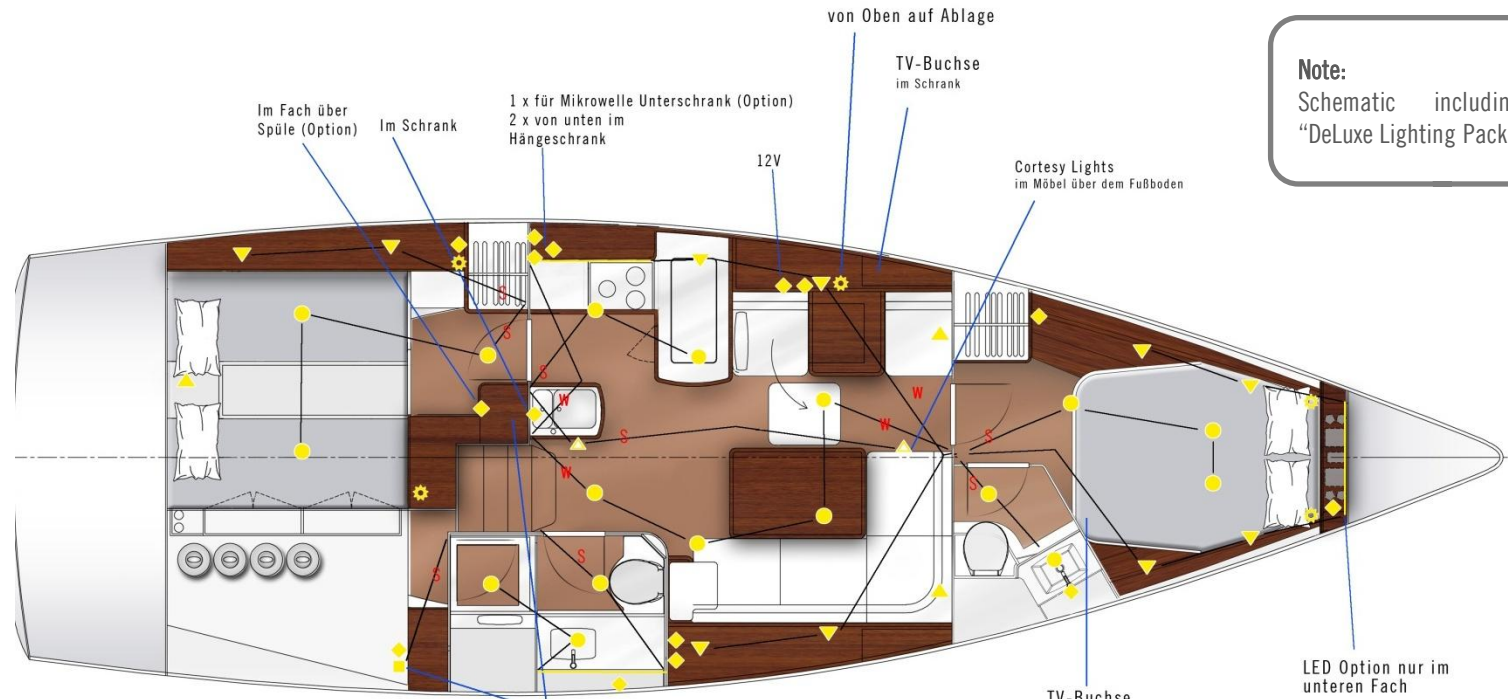 von Oben auf Ablage
TV-Buchse
im Schrank
Note:
Schematic includin
"DeLuxe Lighting Pack
Im Fach über
Spüle (Option)
Im Schrank
1 x für Mikrowelle Unterschrank (Option)
2 x von unten im
Hängeschrank
12V
Cortesy Lights
im Möbel über dem Fußboden
S
S
S
W
W
W
S
S
W
S
S
S
LED Option nur im
unteren Fach
TV-Buchse